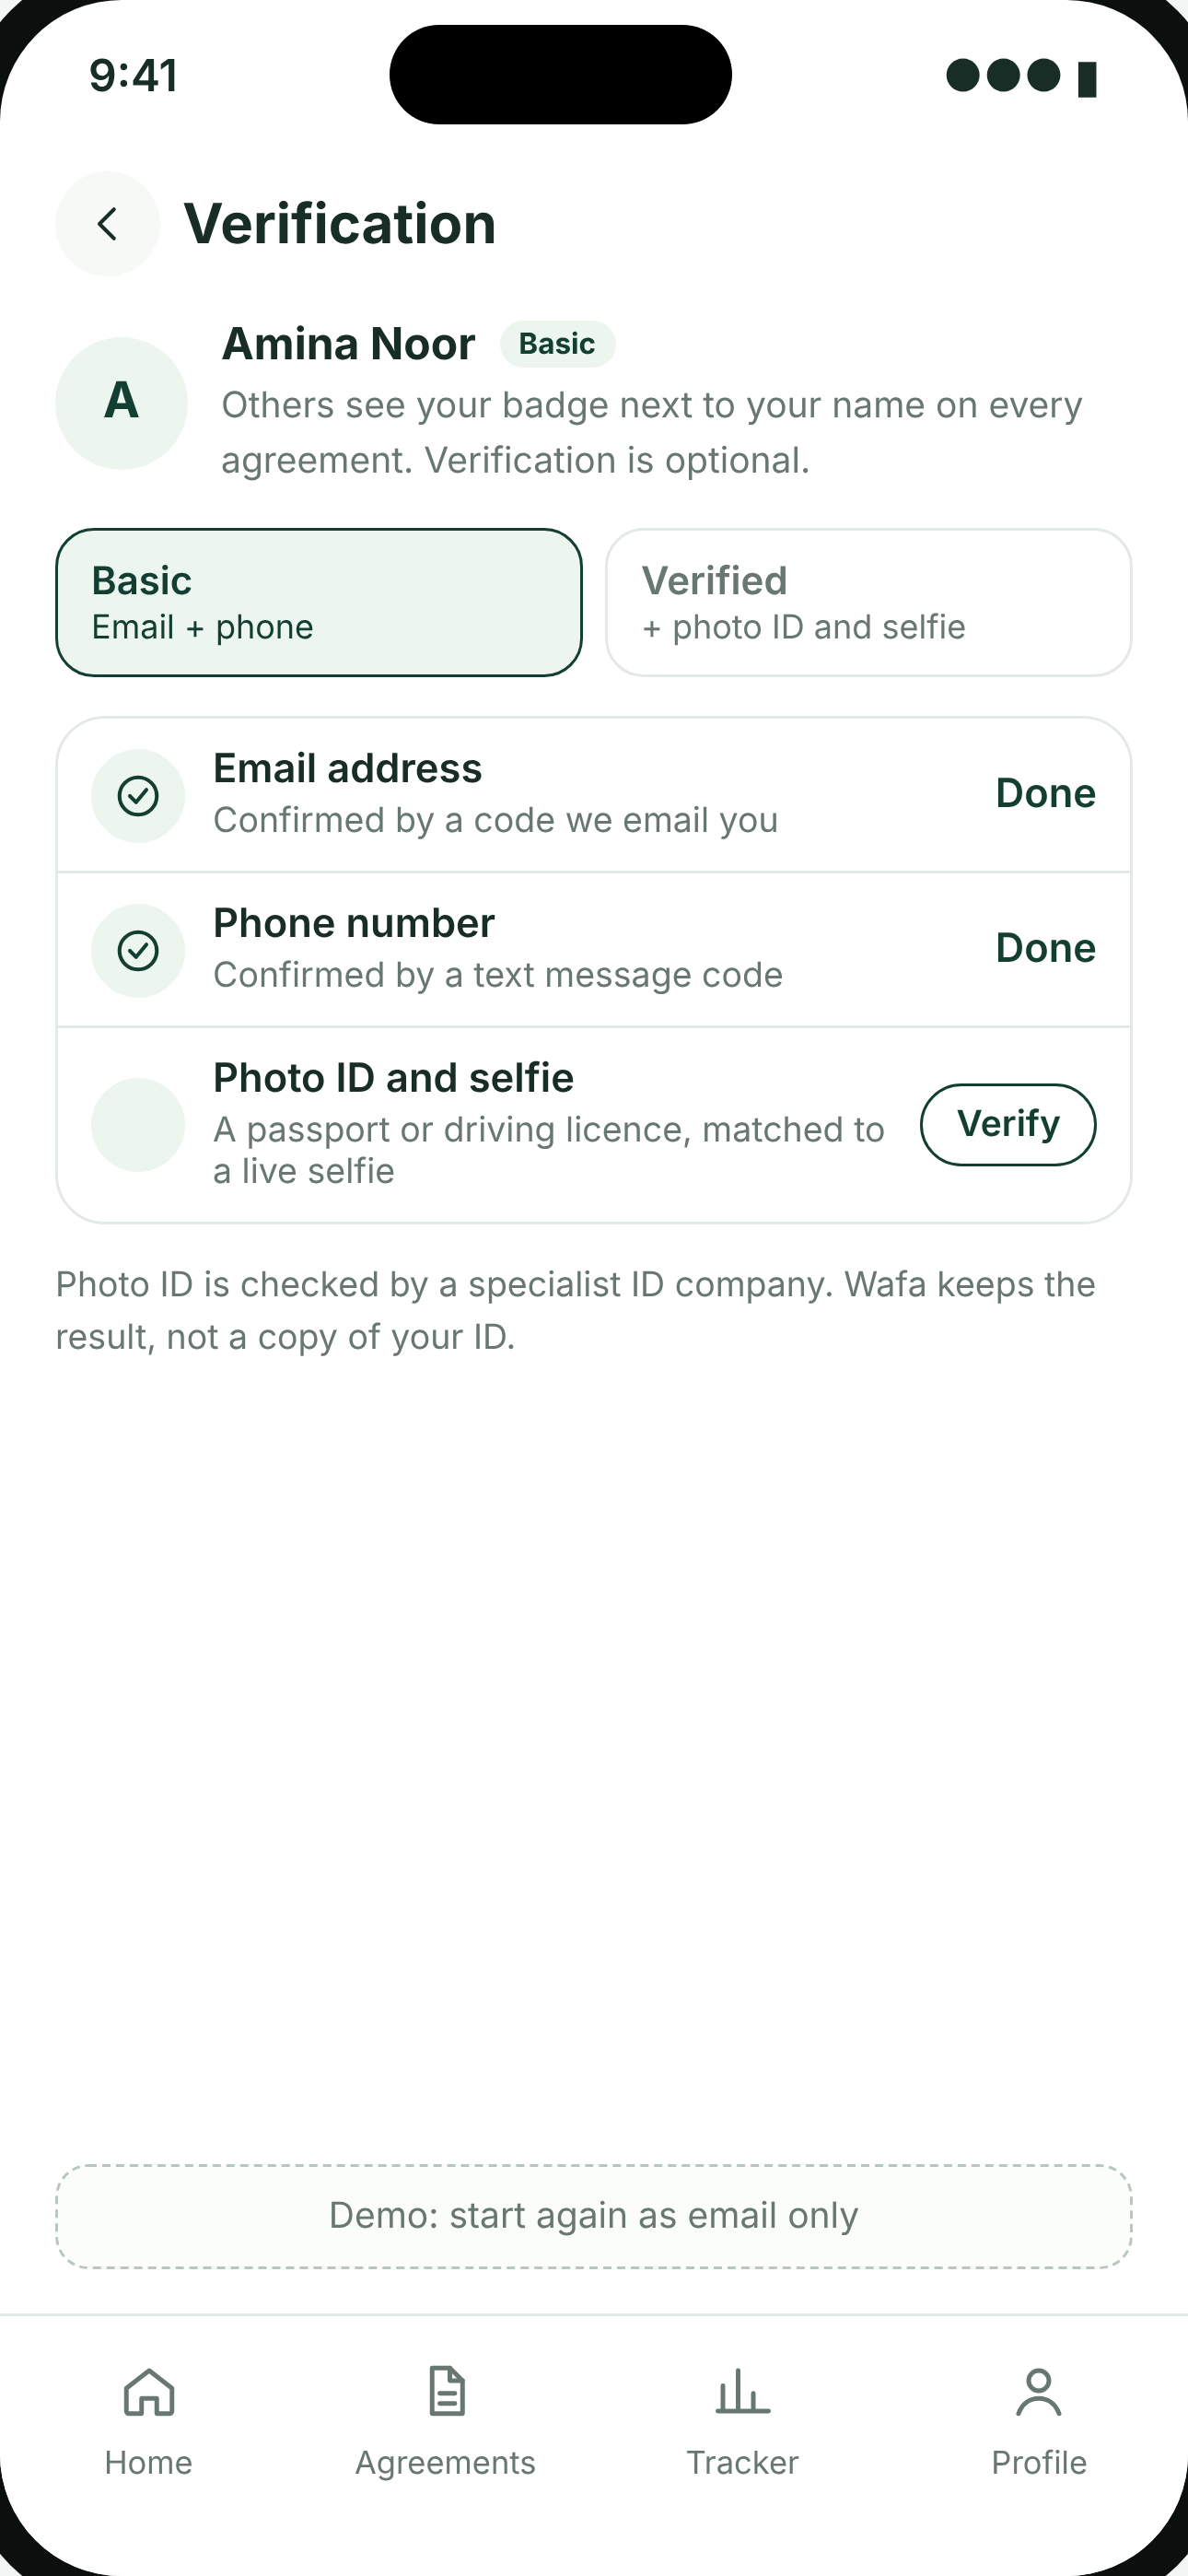 9:41
Verification
A
Amina Noor Basic
Others see your badge next to your name on every
agreement. Verification is optional.
Basic
Email + phone
Verified
+ photo ID and selfie
Email address
Confirmed by a code we email you
Done
Phone number
Confirmed by a text message code
Done
Photo ID and selfie
A passport or driving licence, matched to
a live selfie
Verify
Photo ID is checked by a specialist ID company. Wafa keeps the
result, not a copy of your ID.
Demo: start again as email only
Home
Agreements
Tracker
Profile